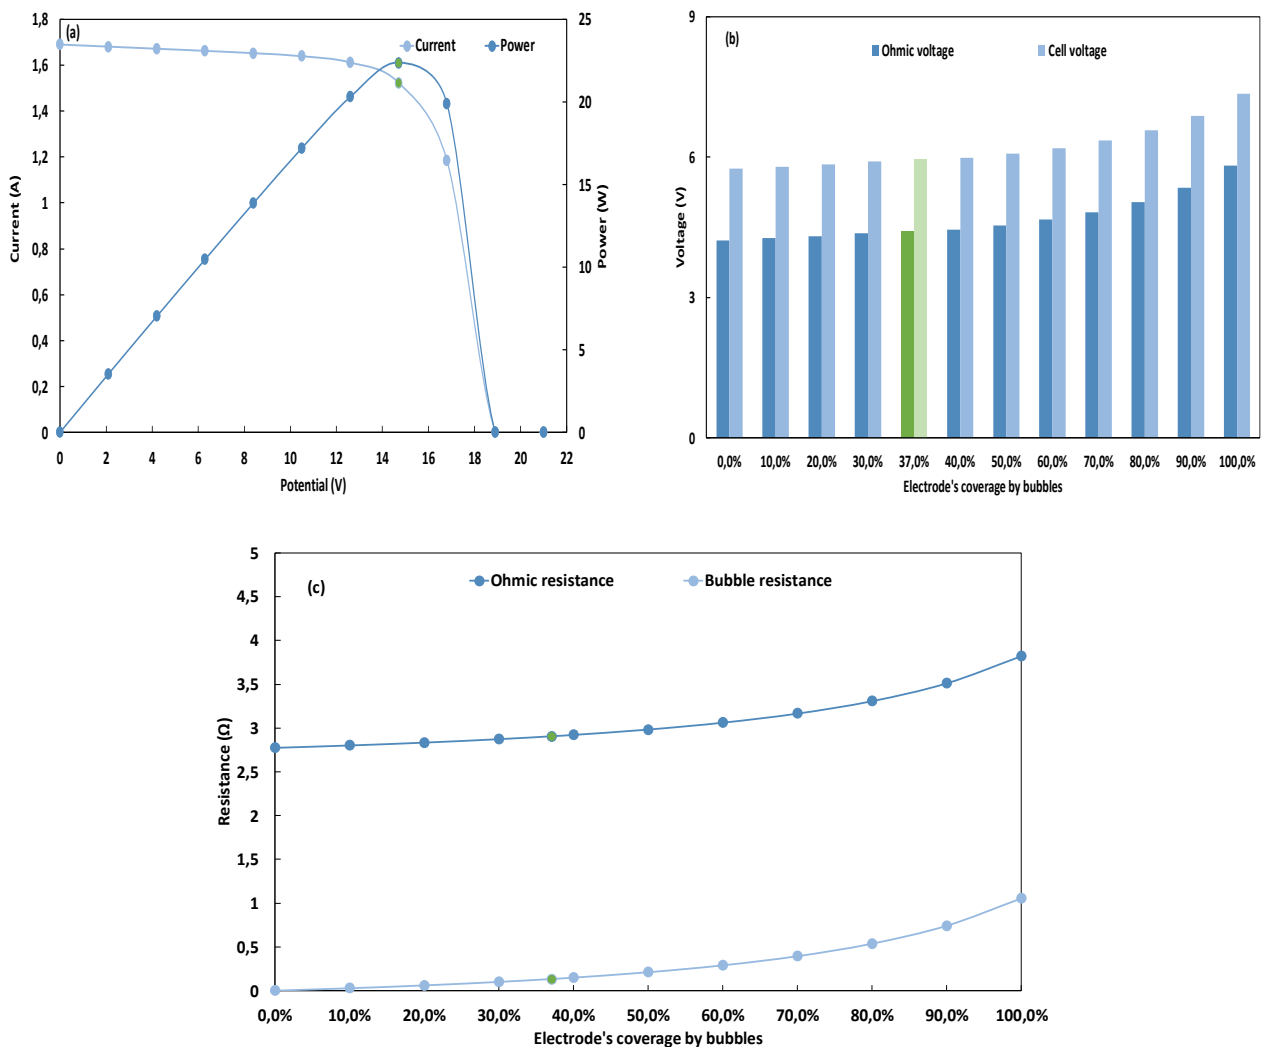 (a)
Current
Power
1,8
1,6
1,4
1,2
1
0,8
0,6
0,4
0,2
0
Current (A)
25
20
15
10
5
0
Power (W)
0 2 4 6 8 10 12 14 16 18 20 22
Potential (V)
(b)
Ohmic voltage
Cell voltage
9
6
3
0
Voltage (V)
0,0% 10,0% 20,0% 30,0% 37,0% 40,0% 50,0% 60,0% 70,0% 80,0% 90,0% 100,0%
Electrode's coverage by bubbles
(c)
Ohmic resistance
Bubble resistance
5
4,5
4
3,5
3
2,5
2
1,5
1
0,5
0
Resistance (Ω)
0,0% 10,0% 20,0% 30,0% 40,0% 50,0% 60,0% 70,0% 80,0% 90,0% 100,0%
Electrode's coverage by bubbles